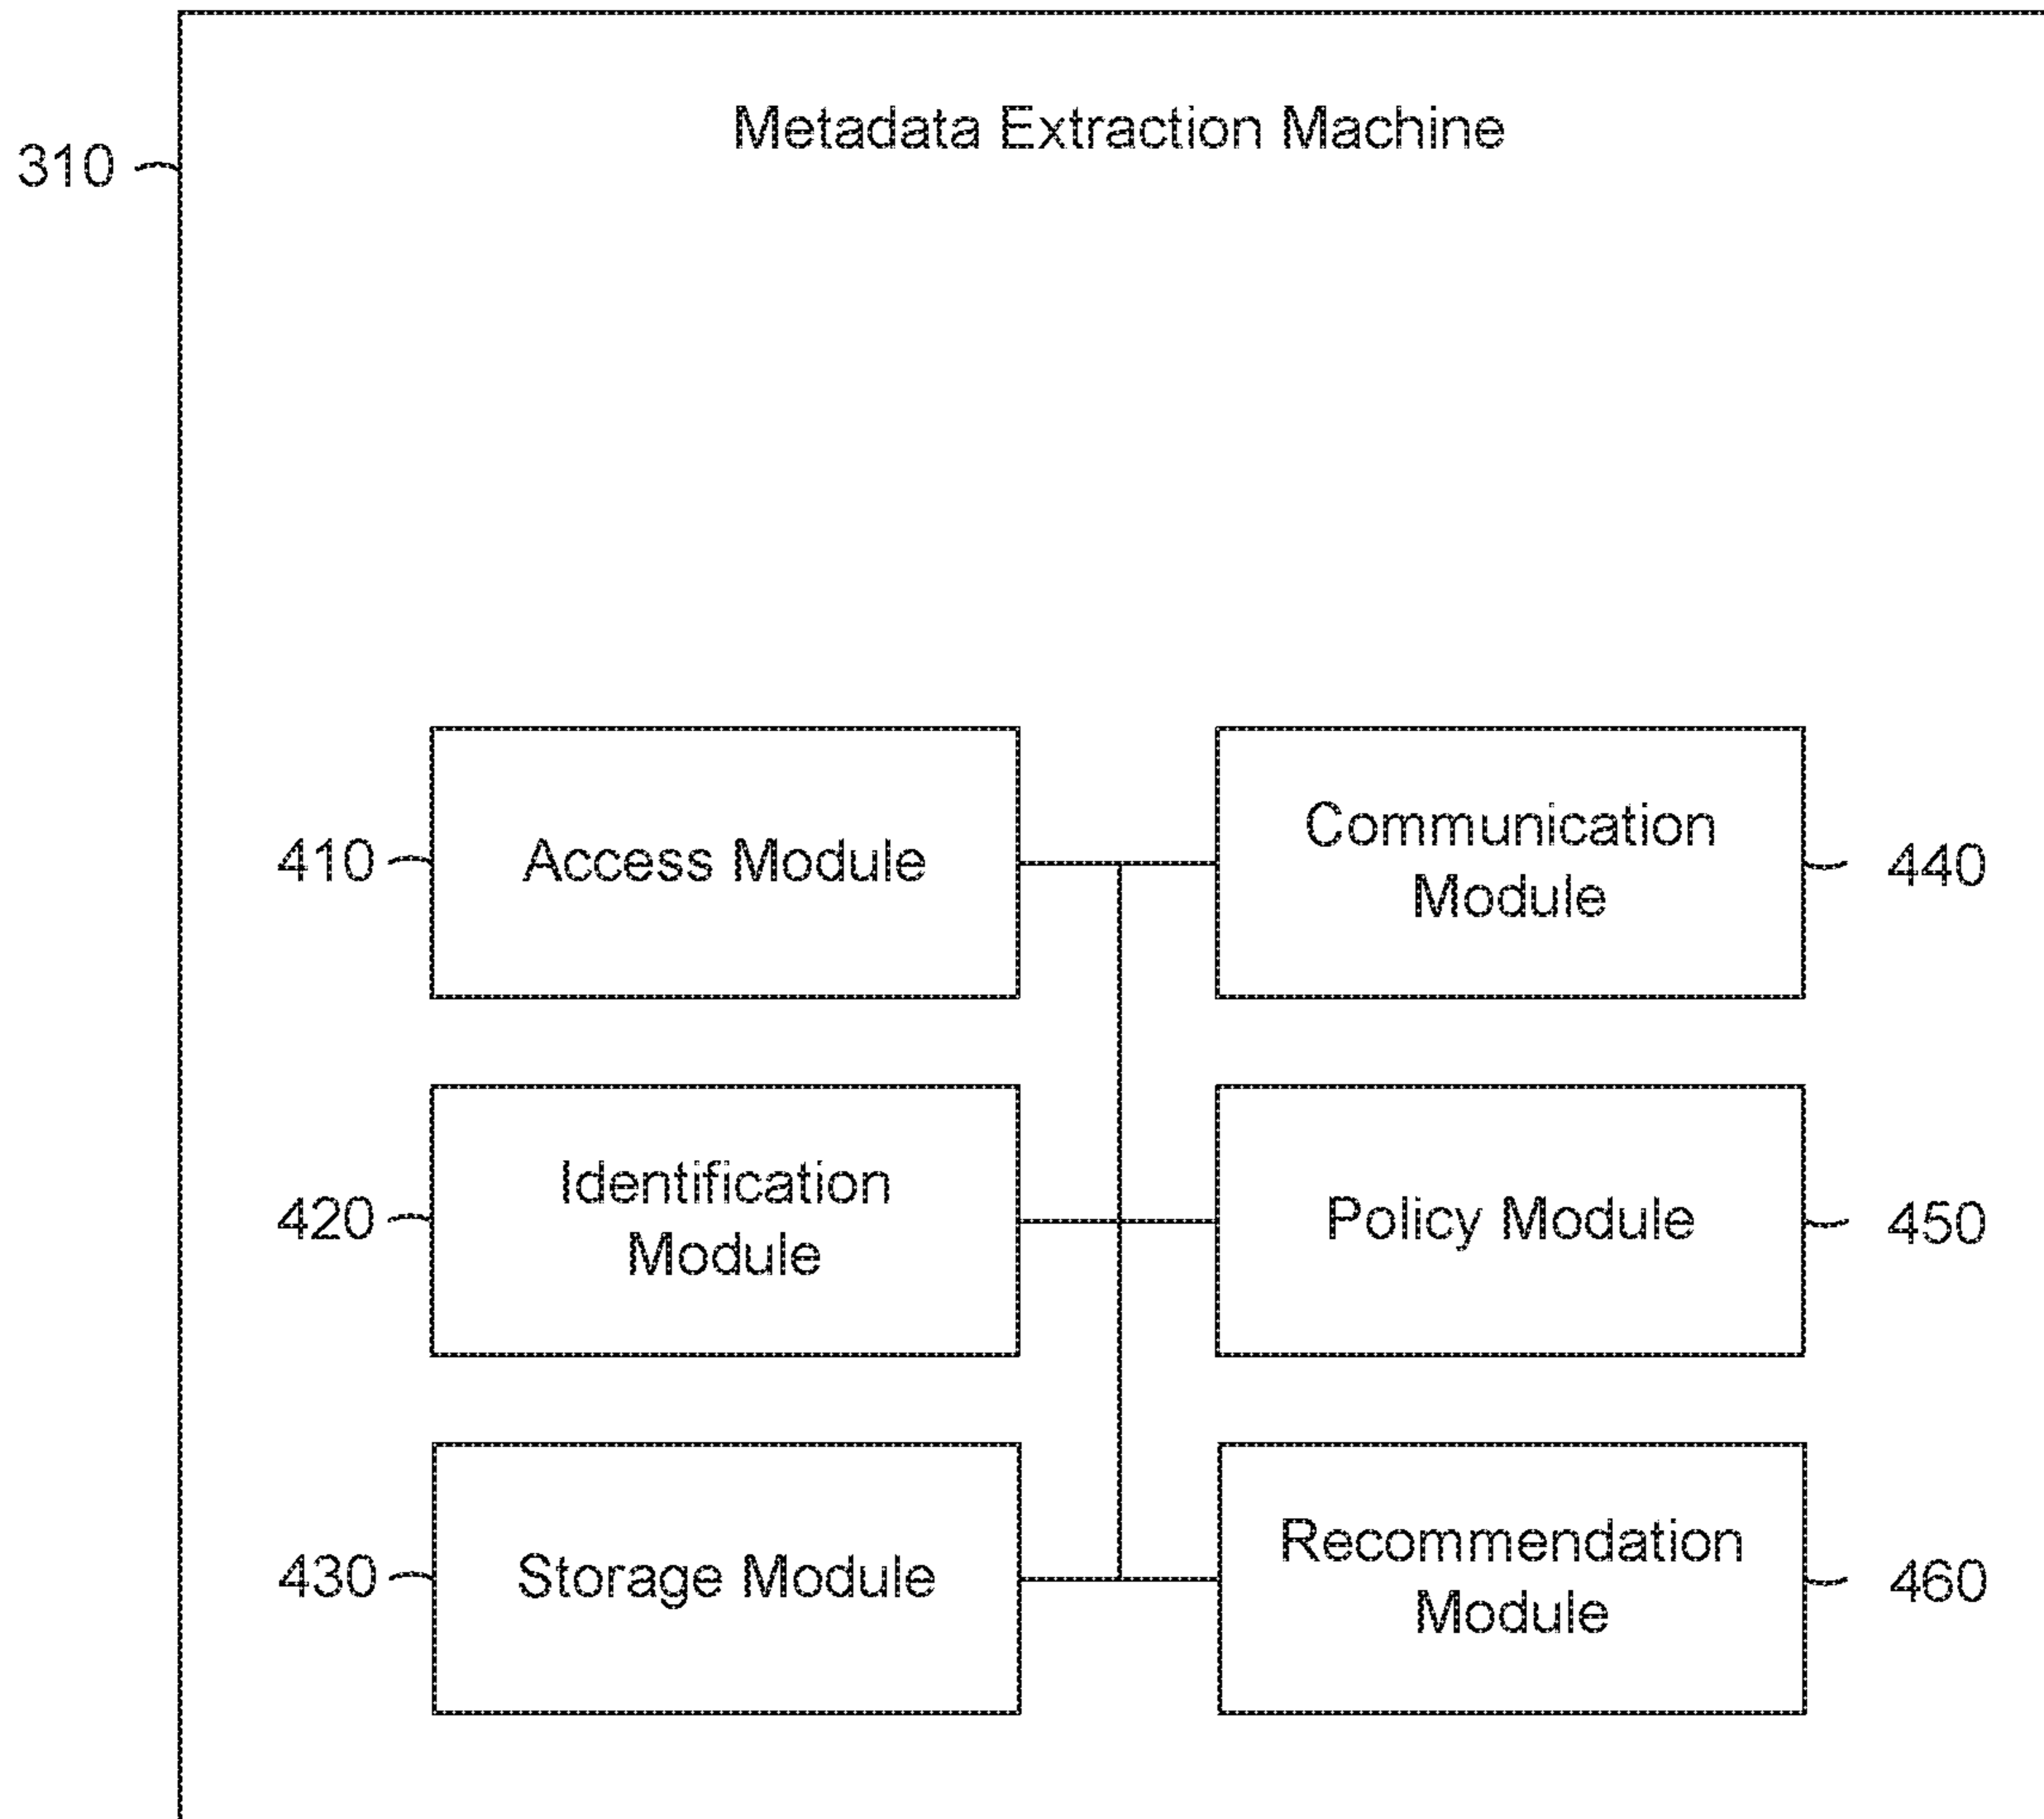 Metadata Extraction Machine
310
410
Access Module
Communication
Module
440
420
Identification
Module
Policy Module
450
430
Storage Module
Recommendation
Module
460